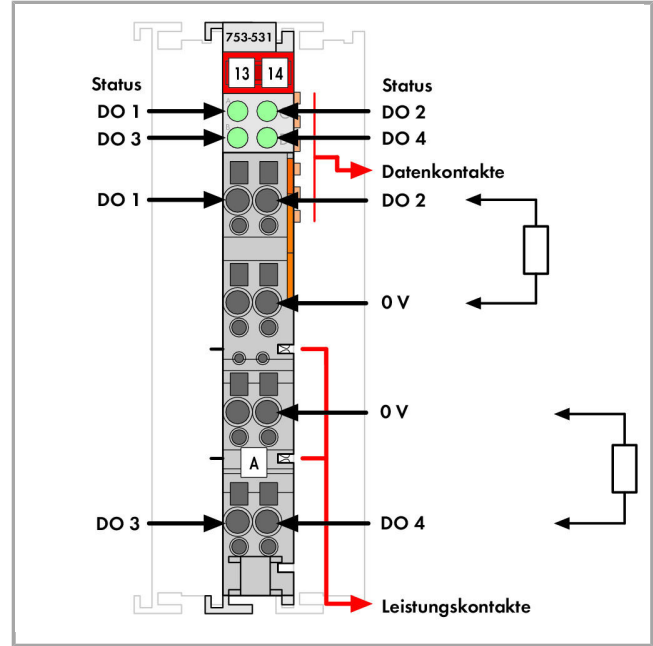 753-531
13 14
Status
DO 1
DO 3
Status
DO 2
DO 4
Datenkontakte
DO 1
DO 2
0 V
0 V
A
DO 3
DO 4
Leistungskontakte